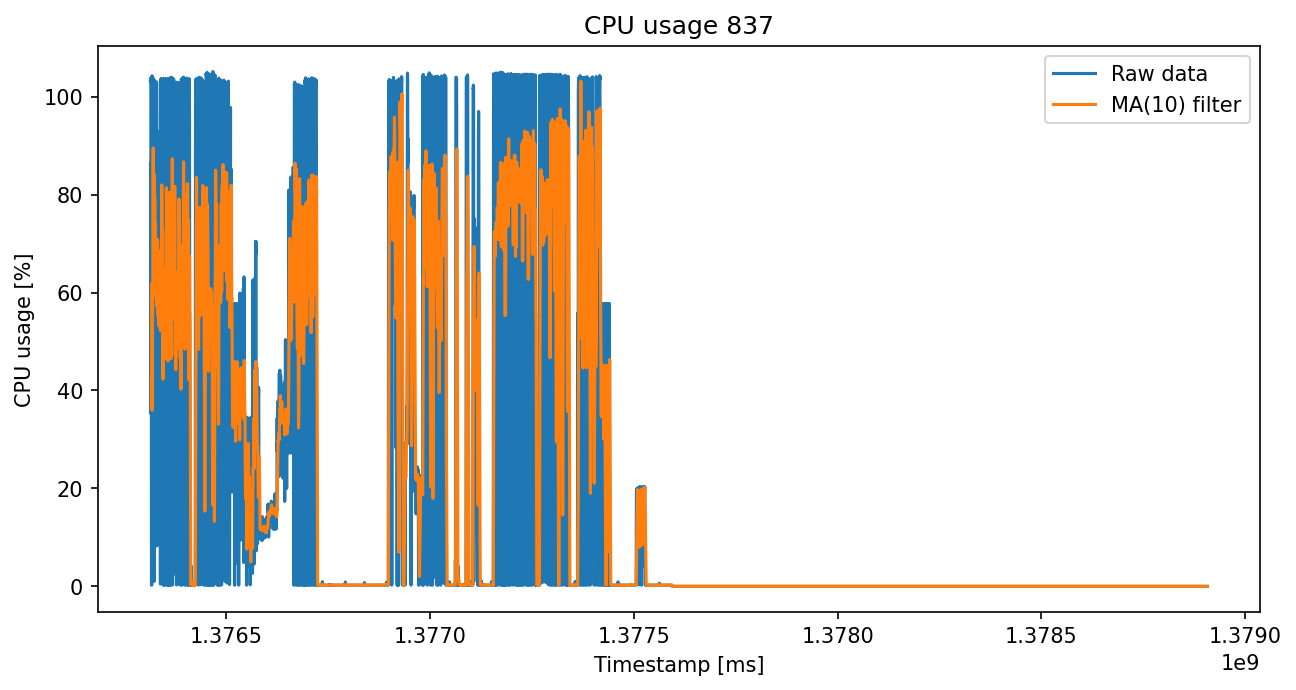 CPU usage 837
Raw data
MA(10) filter
CPU usage [%]
100
80
60
40
20
0
1.3765 1.3770 1.3775 1.3780 1.3785 1.3790
1e9
Timestamp [ms]